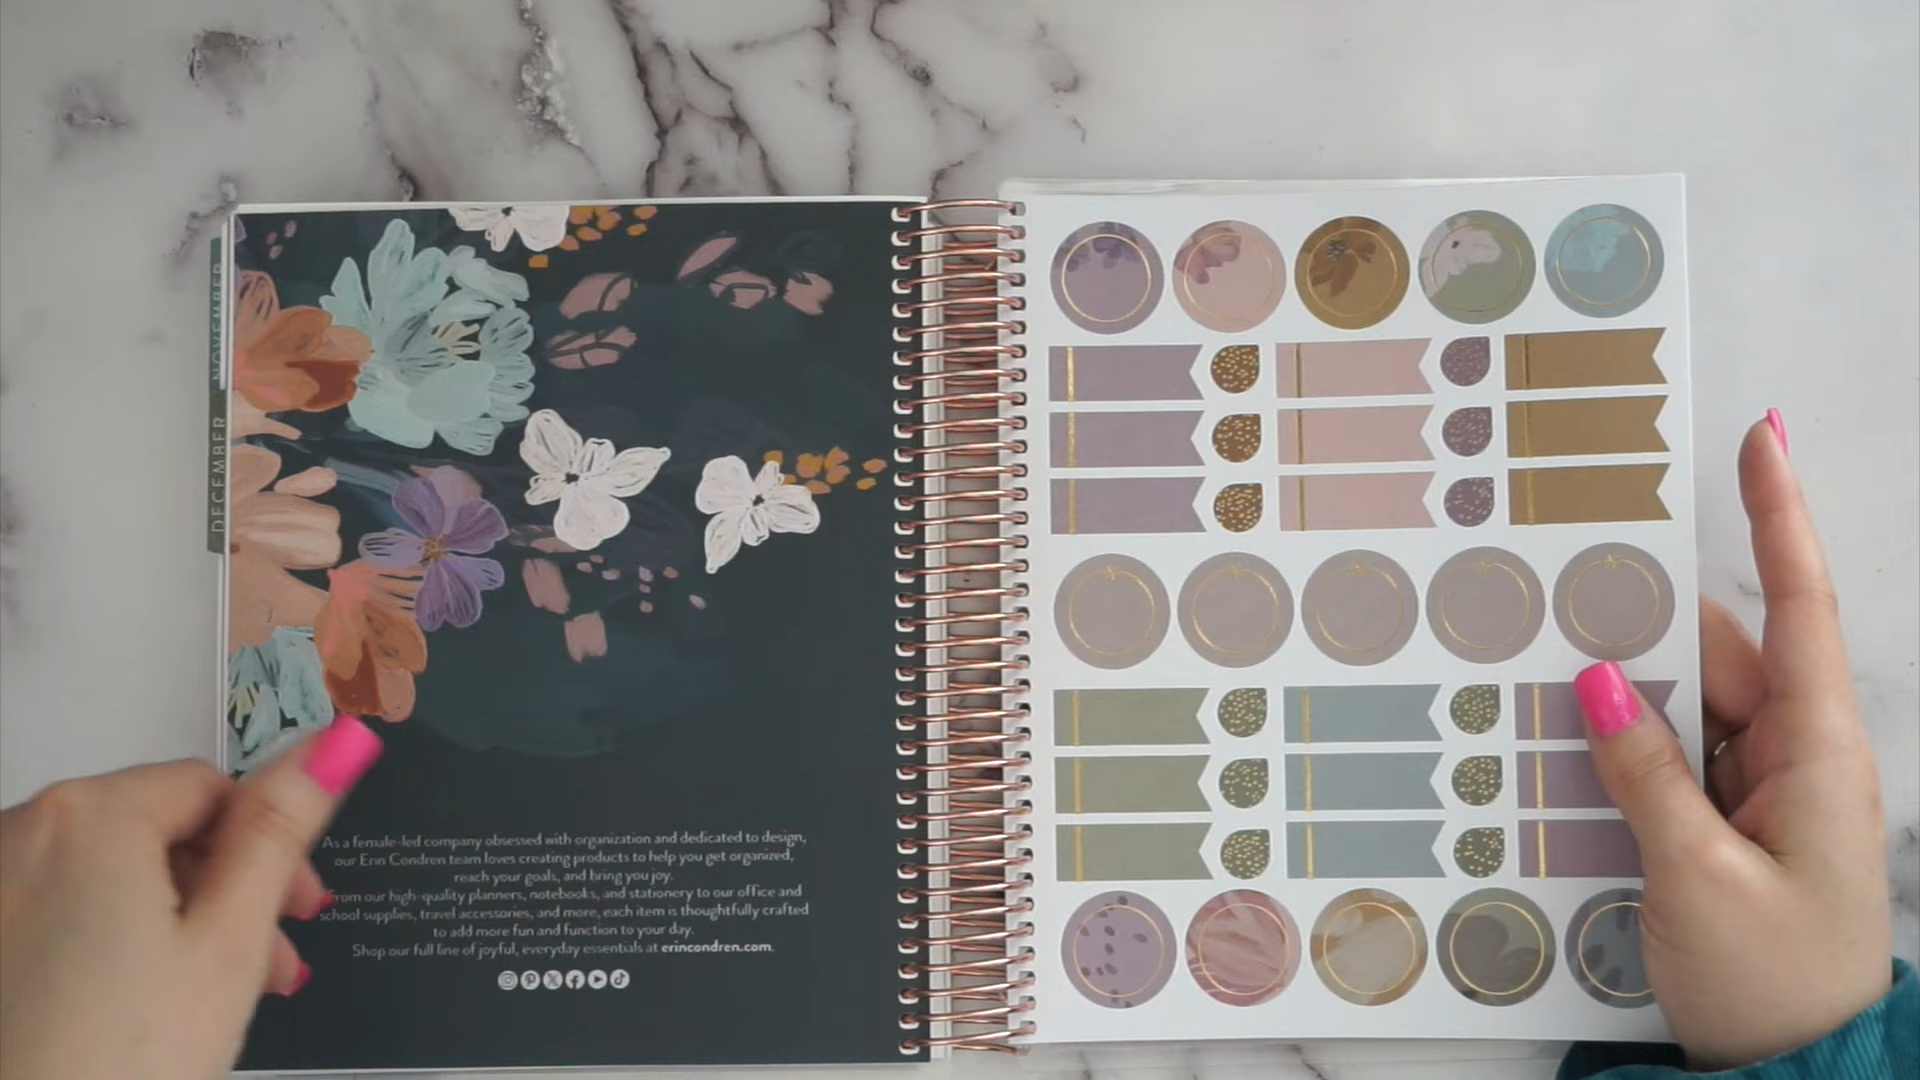 NOVEMBER
DECEMBER
As a female-led company obsessed with organization and dedicated to design,
our Erin Condren team loves creating products to help you get organized,
reach your goals, and bring you joy.
From our high-quality planners, notebooks, and stationery to our office and
school supplies, travel accessories, and more, each item is thoughtfully crafted
to add more fun and function to your day.
Shop our full line of joyful, everyday essentials at erincondren.com.